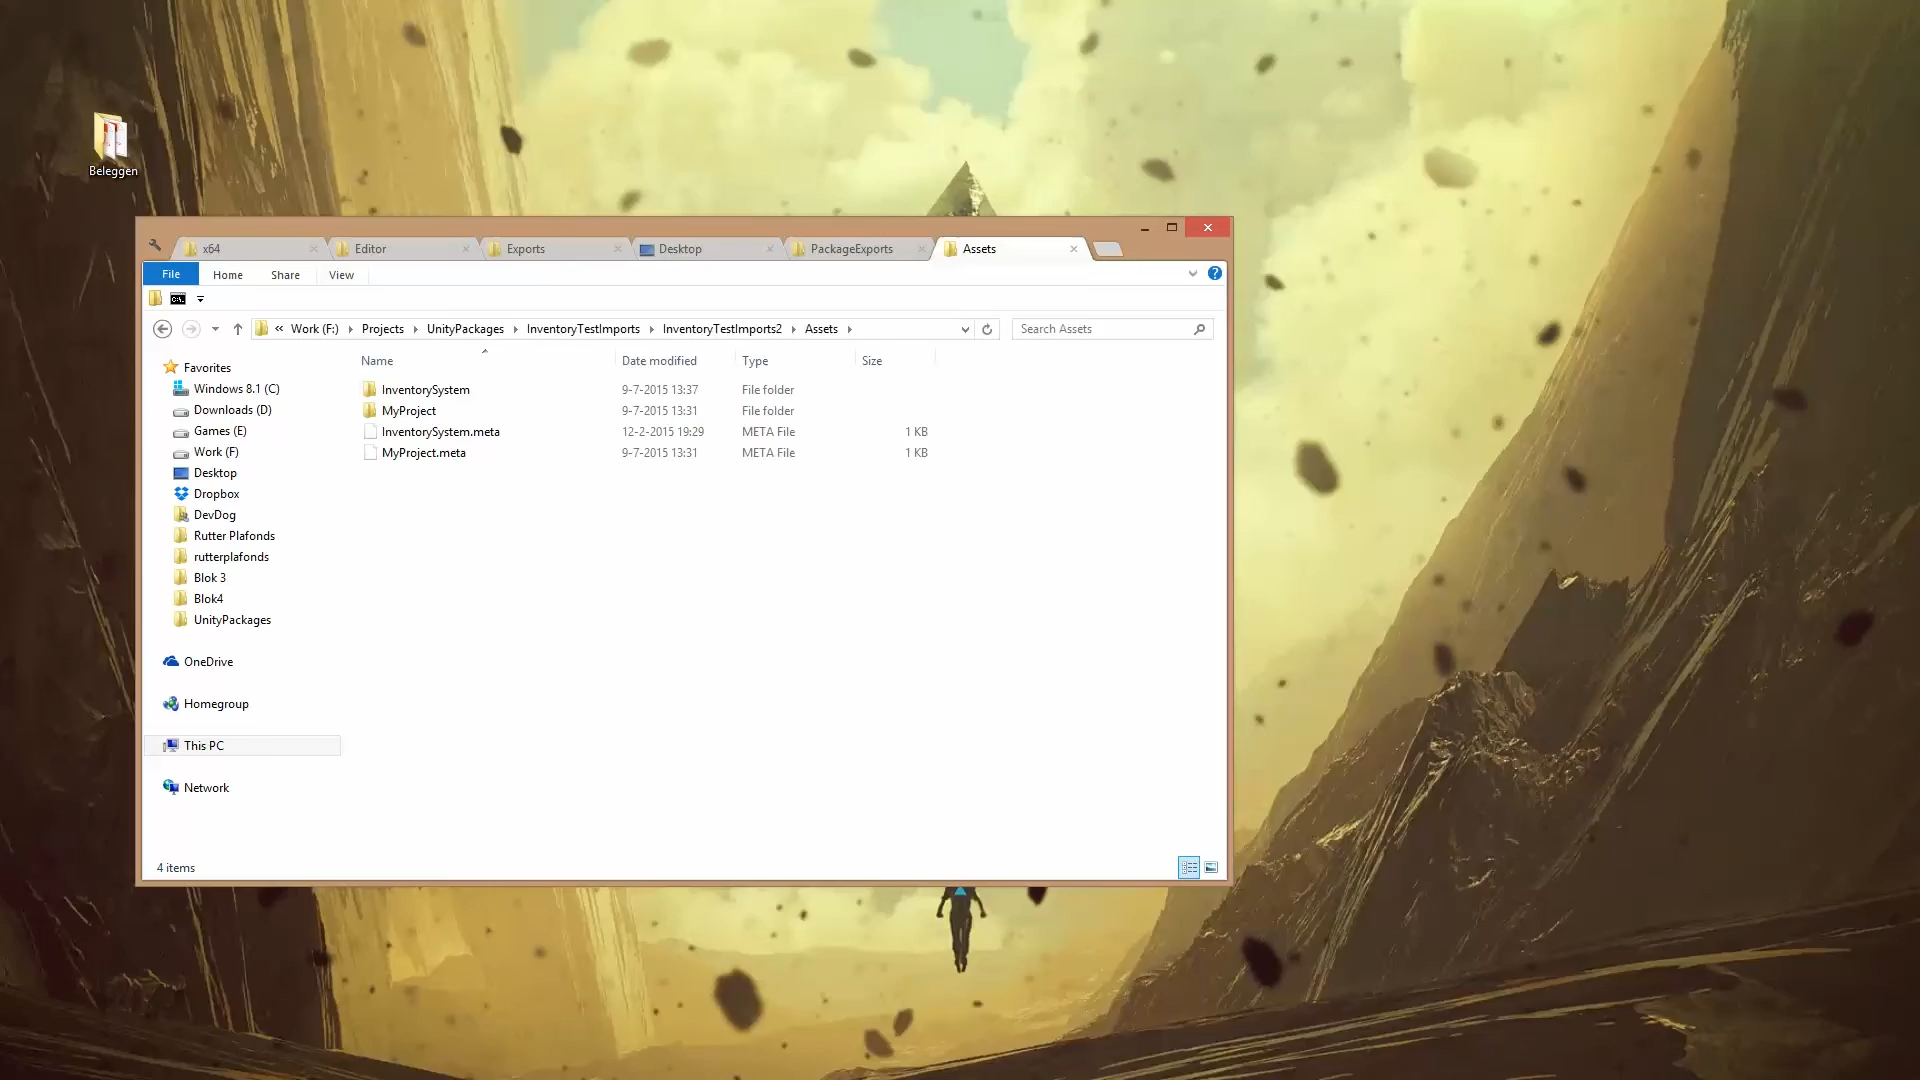 Beleggen
x64
Editor
Exports
Desktop
PackageExports
Assets
File
Home
Share
View
« Work (F:) Projects UnityPackages InventoryTestImports InventoryTestImports2 Assets
Search Assets
Name
Date modified
Type
Size
InventorySystem 9-7-2015 13:37 File folder
MyProject 9-7-2015 13:31 File folder
InventorySystem.meta 12-2-2015 19:29 META File 1 KB
MyProject.meta 9-7-2015 13:31 META File 1 KB
Favorites
Windows 8.1 (C)
Downloads (D)
Games (E)
Work (F)
Desktop
Dropbox
DevDog
Rutter Plafonds
rutterplafonds
Blok 3
Blok4
UnityPackages
OneDrive
Homegroup
This PC
Network
4 items